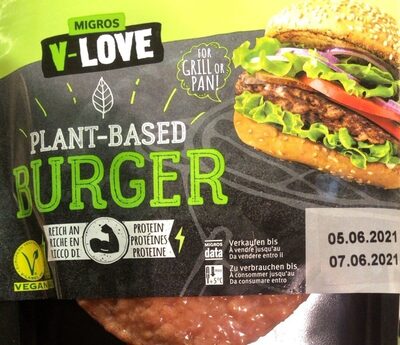 MIGROS
V-LOVE
FOR
GRILL OR
PAN!
PLANT-BASED
BURGER
REICH AN
RICHE EN
RICCO DI
PROTEIN
PROTÉINES
PROTEINE
V
VEGAN
MIGROS
data
Verkaufen bis
À vendre jusqu'au
Da vendere entro il
Zu verbrauchen bis
À consommer jusqu'au
Da consumare entro
05.06.2021
07.06.2021